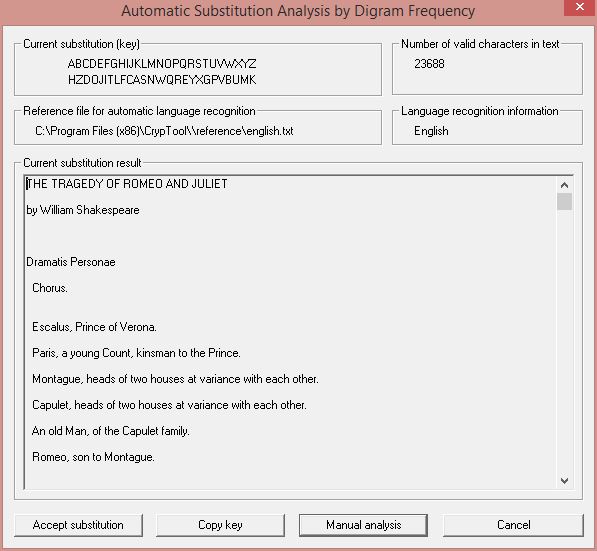 Automatic Substitution Analysis by Digram Frequency
Current substitution (key)
ABCDEFGHIJKLMNOPQRSTUVWXYZ
HZDOJITLFCASNWQREYXGPVBUMK
Number of valid characters in text
23688
Reference file for automatic language recognition
C:\Program Files (x86)\CrypTool\\reference\english.txt
Language recognition information
English
Current substitution result
THE TRAGEDY OF ROMEO AND JULIET
by William Shakespeare
Dramatis Personae
Chorus.
Escalus, Prince of Verona.
Paris, a young Count, kinsman to the Prince.
Montague, heads of two houses at variance with each other.
Capulet, heads of two houses at variance with each other.
An old Man, of the Capulet family.
Romeo, son to Montague.
Accept substitution
Copy key
Manual analysis
Cancel